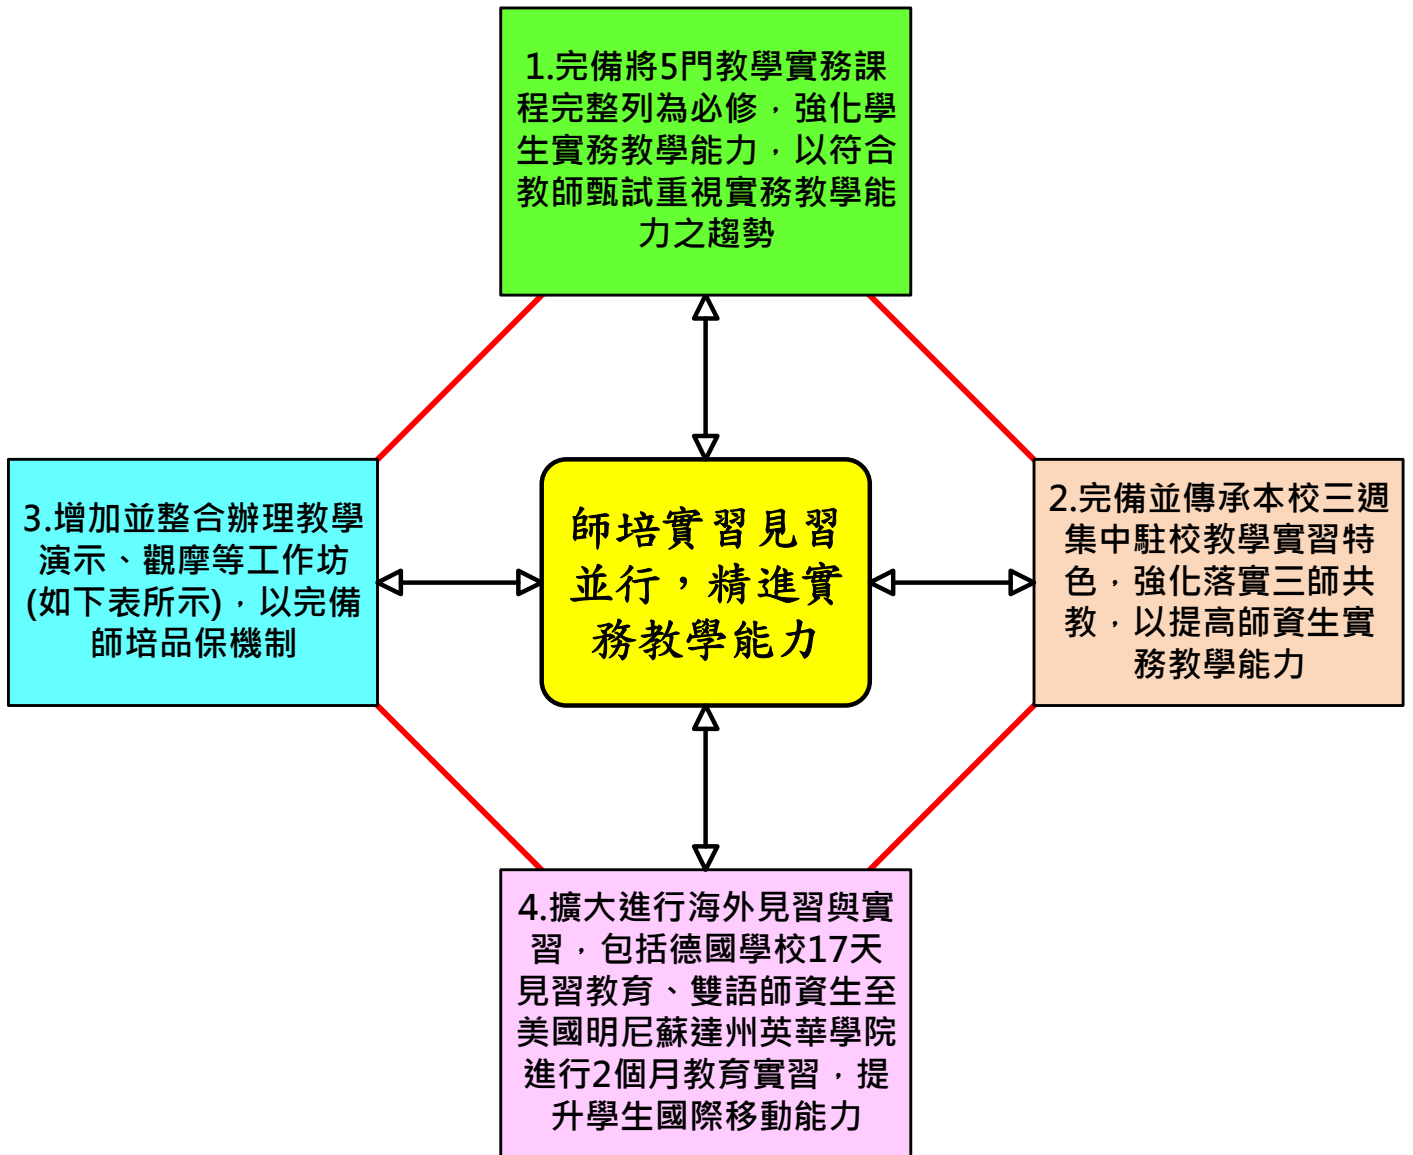 1.完備將5門教學實務課
程完整列為必修，強化學
生實務教學能力，以符合
教師甄試重視實務教學能
力之趨勢
3.增加並整合辦理教學
演示、觀摩等工作坊
(如下表所示)，以完備
師培品保機制
師培實習見習
並行，精進實
務教學能力
2.完備並傳承本校三週
集中駐校教學實習特
色，強化落實三師共
教，以提高師資生實
務教學能力
4.擴大進行海外見習與實
習，包括德國學校17天
見習教育、雙語師資生至
美國明尼蘇達州英華學院
進行2個月教育實習，提
升學生國際移動能力